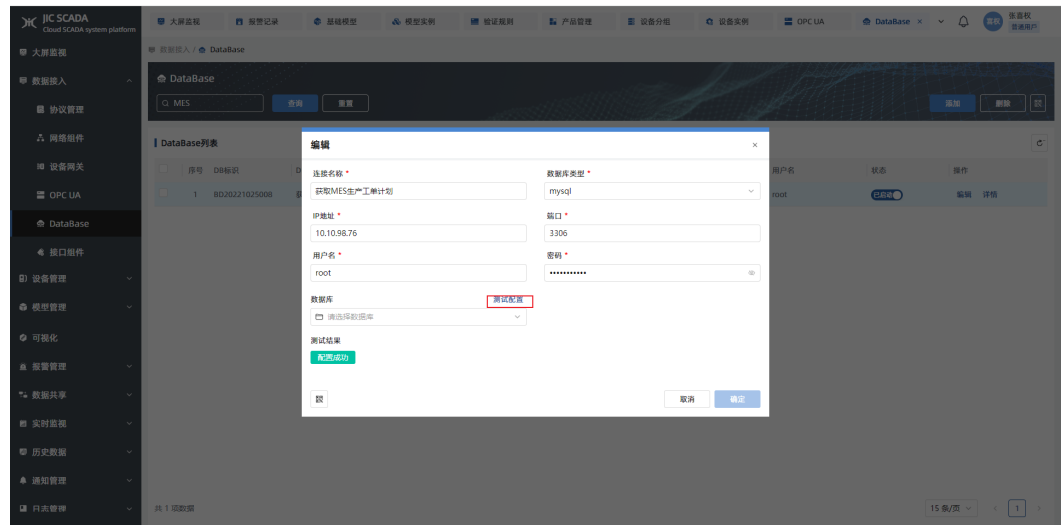 JIC SCADA
Cloud SCADA system platform
大屏监视
报警记录
基础模型
模型实例
验证规则
产品管理
设备分组
设备实例
OPC UA
DataBase ×
喜权
张喜权
普通用户
大屏监视
数据接入
协议管理
网络组件
设备网关
OPC UA
DataBase
接口组件
设备管理
模型管理
可视化
报警管理
数据共享
实时监视
历史数据
通知管理
日志管理
数据接入 / DataBase
DataBase
MES
查询
重置
添加
删除
DataBase列表
序号
DB标识
用户名
状态
操作
1
BD20221025008
root
已启动
编辑
详情
编辑
×
连接名称 *
数据库类型 *
获取MES生产工单计划
mysql
IP地址 *
端口 *
10.10.98.76
3306
用户名 *
密码 *
root
•••••••••••
数据库
测试配置
请选择数据库
测试结果
配置成功
取消
确定
共 1 项数据
15 条/页
1